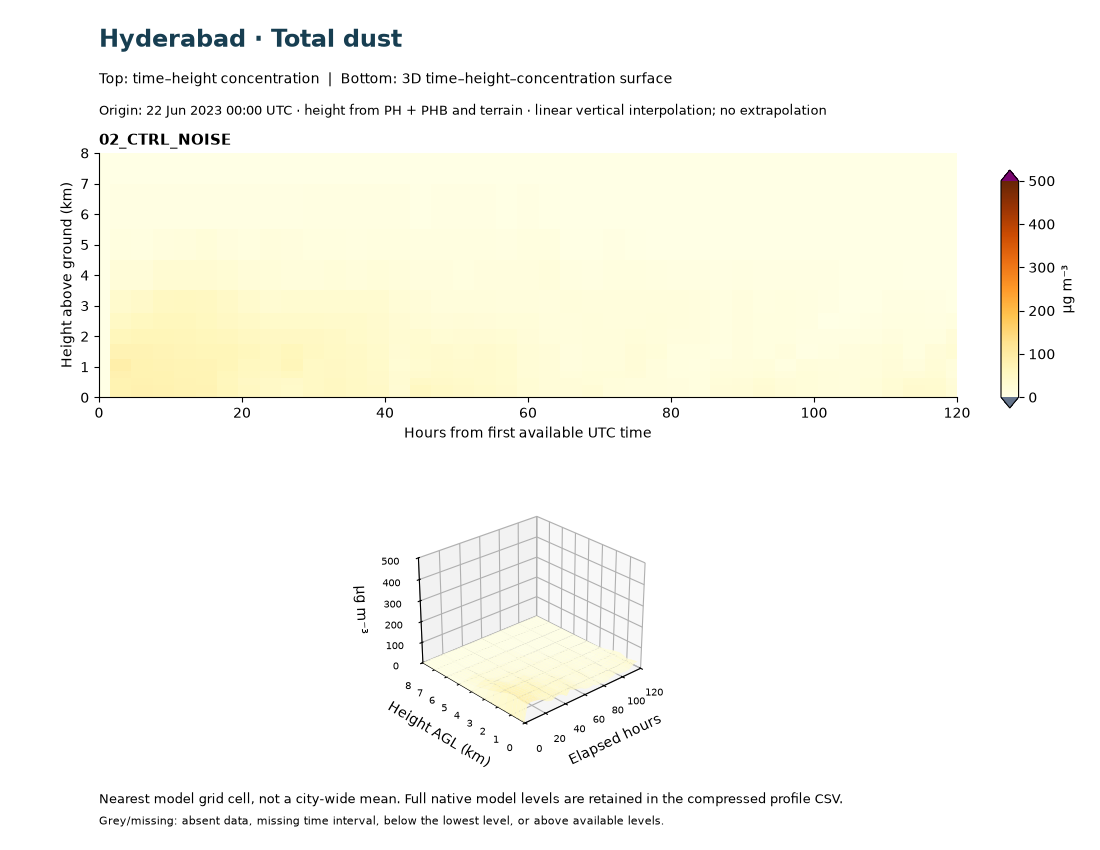 Hyderabad · Total dust
Top: time–height concentration | Bottom: 3D time–height–concentration surface
Origin: 22 Jun 2023 00:00 UTC · height from PH + PHB and terrain · linear vertical interpolation; no extrapolation
02_CTRL_NOISE
8
7
6
5
4
3
2
1
0
Height above ground (km)
0 20 40 60 80 100 120
Hours from first available UTC time
500
400
300
200
100
0
µg m⁻³
500
400
300
200
100
0
µg m⁻³
8 7 6 5 4 3 2 1 0
Height AGL (km)
0 20 40 60 80 100 120
Elapsed hours
Nearest model grid cell, not a city-wide mean. Full native model levels are retained in the compressed profile CSV.
Grey/missing: absent data, missing time interval, below the lowest level, or above available levels.